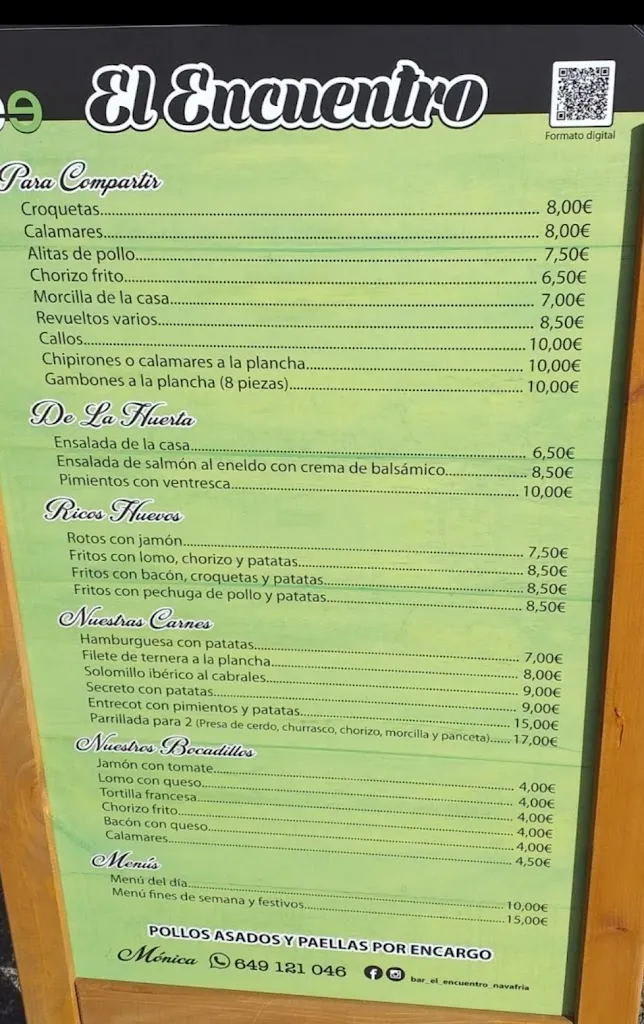 El Encuentro
Formato digital
Para Compartir
Croquetas 8,00€
Calamares 8,00€
Alitas de pollo 7,50€
Chorizo frito 6,50€
Morcilla de la casa 7,00€
Revueltos varios 8,50€
Callos 10,00€
Chipirones o calamares a la plancha 10,00€
Gambones a la plancha (8 piezas) 10,00€
De La Huerta
Ensalada de la casa 6,50€
Ensalada de salmón al eneldo con crema de balsámico 8,50€
Pimientos con ventresca 10,00€
Ricos Huevos
Rotos con jamón 7,50€
Fritos con lomo, chorizo y patatas 8,50€
Fritos con bacón, croquetas y patatas 8,50€
Fritos con pechuga de pollo y patatas 8,50€
Nuestras Carnes
Hamburguesa con patatas 7,00€
Filete de ternera a la plancha 8,00€
Solomillo ibérico al cabrales 9,00€
Secreto con patatas 9,00€
Entrecot con pimientos y patatas 15,00€
Parrillada para 2 (Presa de cerdo, churrasco, chorizo, morcilla y panceta) 17,00€
Nuestros Bocadillos
Jamón con tomate 4,00€
Lomo con queso 4,00€
Tortilla francesa 4,00€
Chorizo frito 4,00€
Bacón con queso 4,00€
Calamares 4,50€
Menús
Menú del día 10,00€
Menú fines de semana y festivos 15,00€
POLLOS ASADOS Y PAELLAS POR ENCARGO
Mónica 649 121 046 bar_el_encuentro_navafria